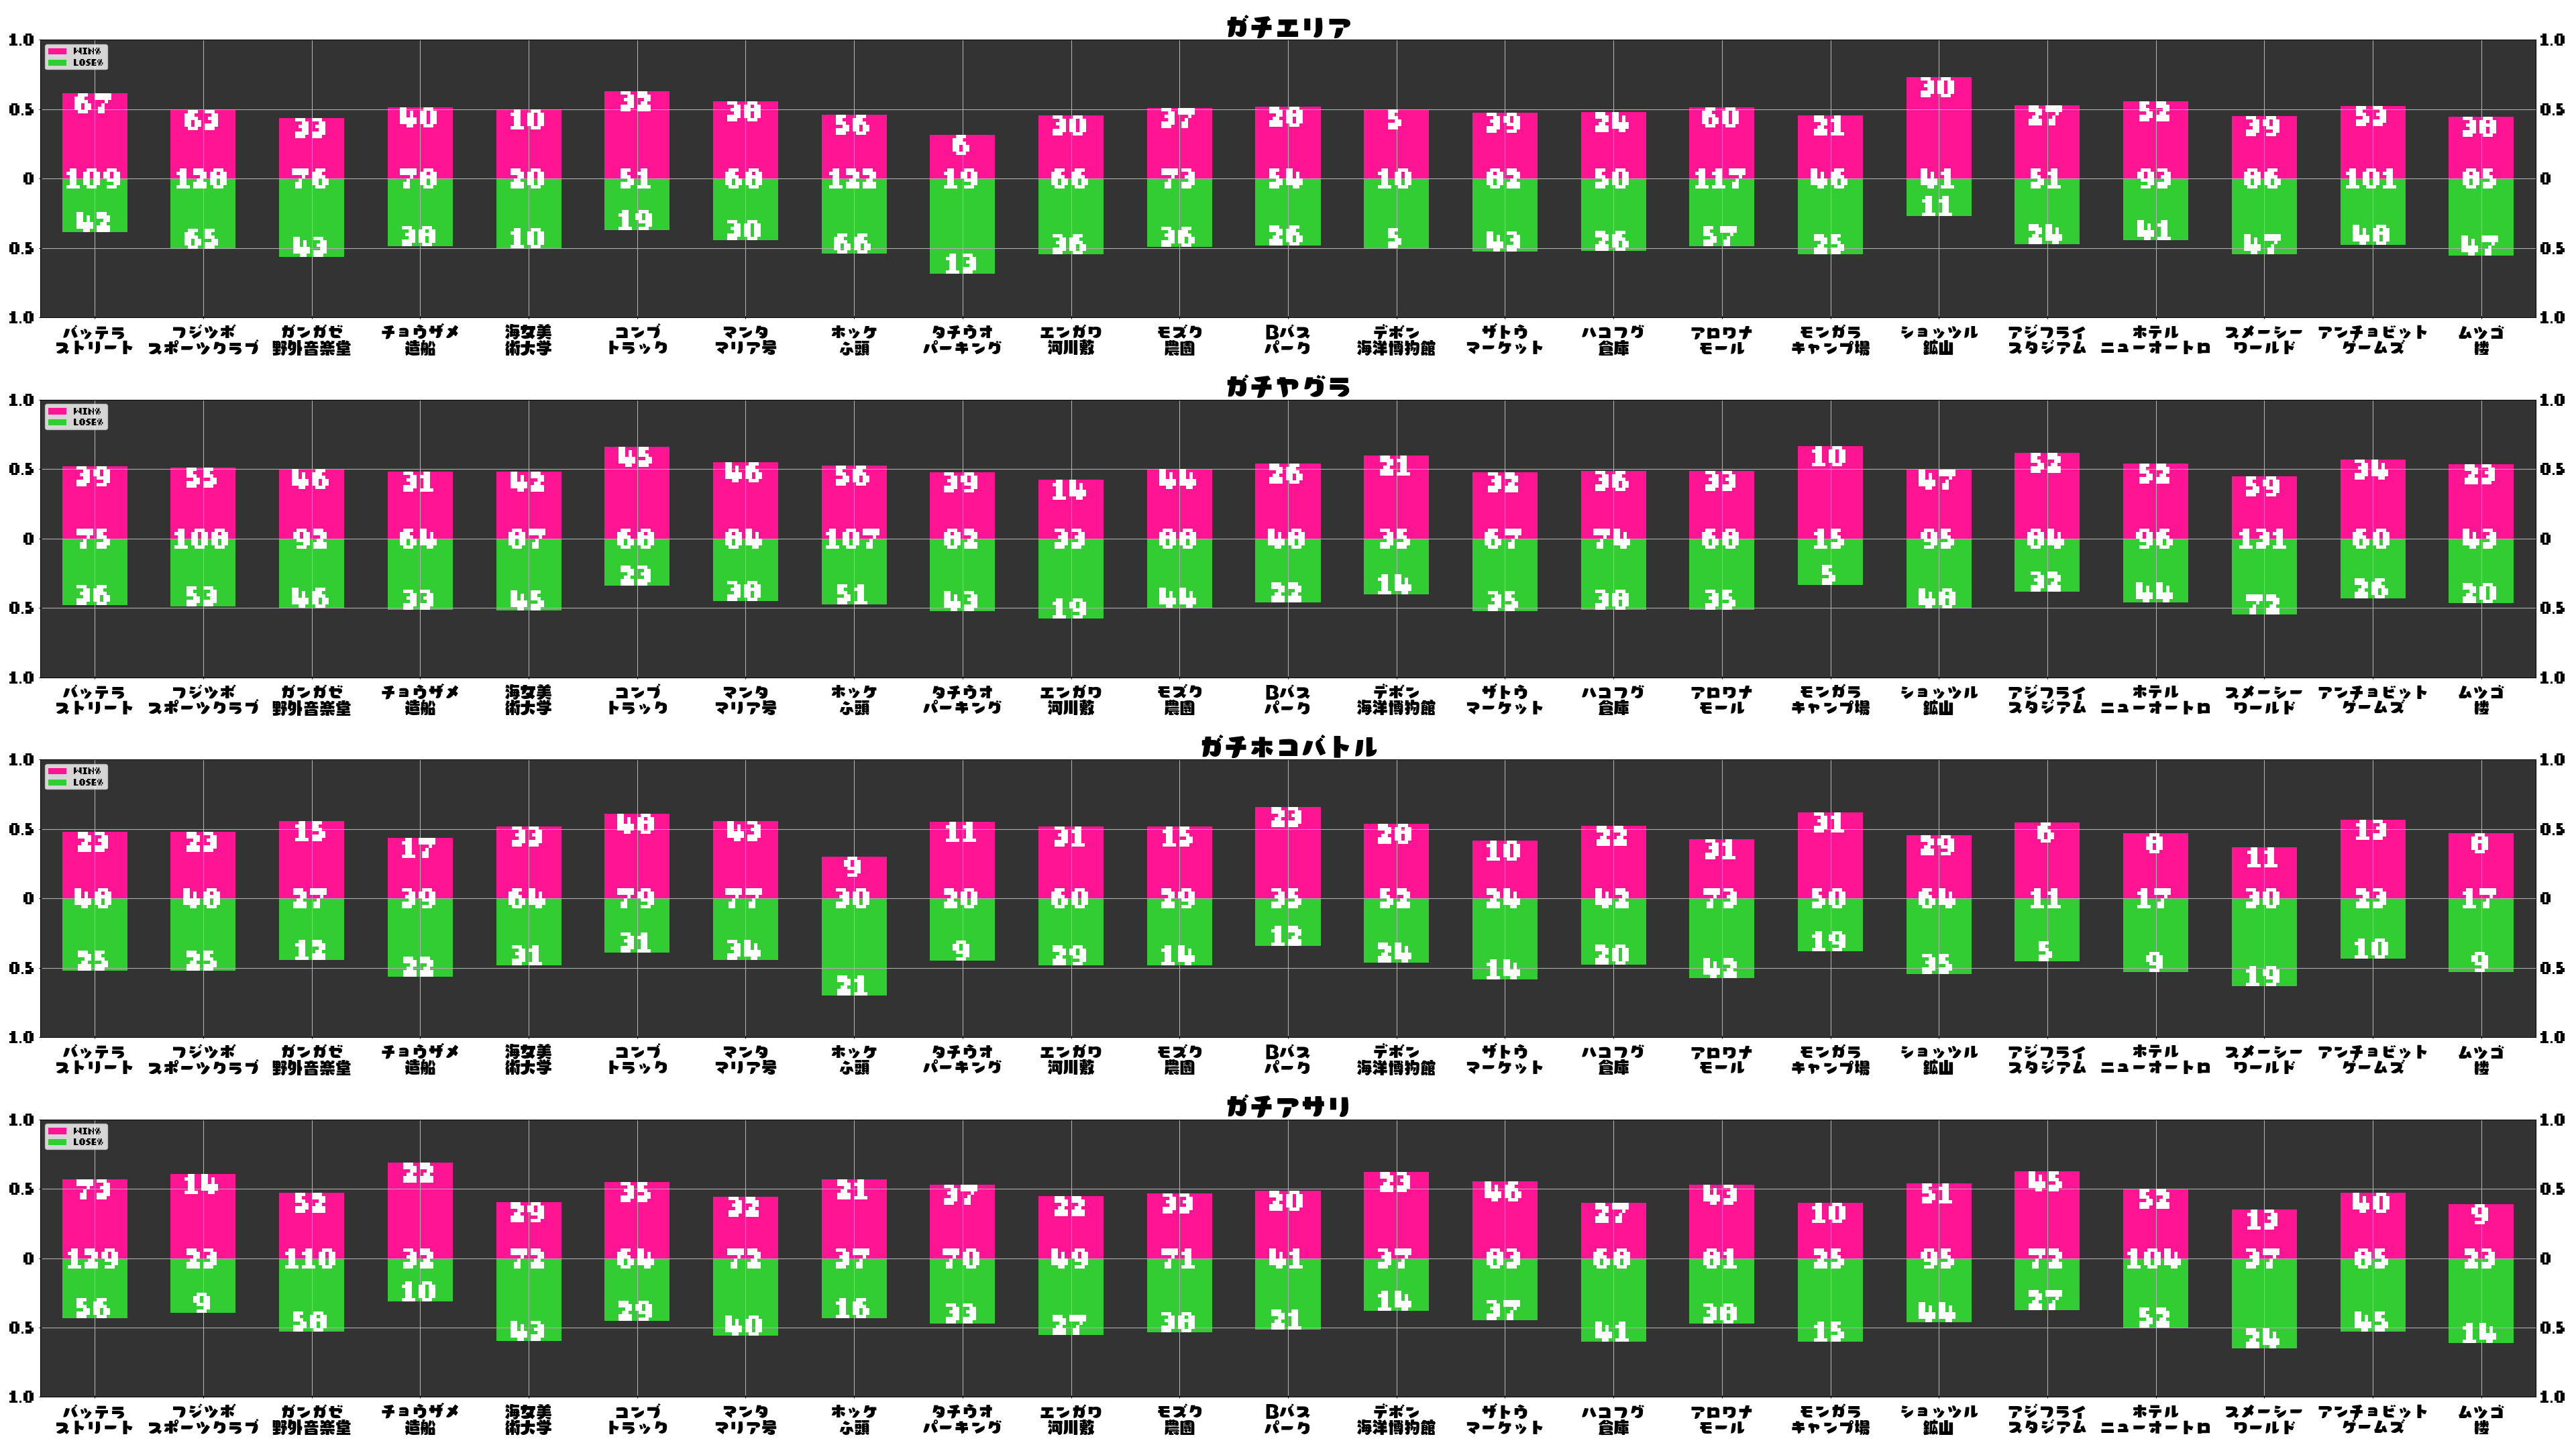 ガチエリア
1.0 1.0
WIN%
LOSE%
67 63 33 40 10 32 38 56 6 30 37 28 5 39 24 60 21 30 27 52 39 53 38
0.5 0.5
0 109 128 76 78 20 51 68 122 19 66 73 54 10 82 50 117 46 41 51 93 86 101 85 0
42 65 43 38 10 19 30 66 13 36 36 26 5 43 26 57 25 11 24 41 47 48 47
0.5 0.5
1.0 1.0
バッテラ フジツボ ガンガゼ チョウザメ 海女美 コンブ マンタ ホッケ タチウオ エンガワ モズク Bバス デボン ザトウ ハコフグ アロワナ モンガラ ショッツル アジフライ ホテル スメーシー アンチョビット ムツゴ
ストリート スポーツクラブ 野外音楽堂 造船 術大学 トラック マリア号 ふ頭 パーキング 河川敷 農園 パーク 海洋博物館 マーケット 倉庫 モール キャンプ場 鉱山 スタジアム ニューオートロ ワールド ゲームズ 楼
ガチヤグラ
1.0 1.0
WIN%
LOSE%
39 55 46 31 42 45 46 56 39 14 44 26 21 32 36 33 10 47 52 52 59 34 23
0.5 0.5
0 75 108 92 64 87 68 84 107 82 33 88 48 35 67 74 68 15 95 84 96 131 60 43 0
36 53 46 33 45 23 38 51 43 19 44 22 14 35 38 35 5 48 32 44 72 26 20
0.5 0.5
1.0 1.0
バッテラ フジツボ ガンガゼ チョウザメ 海女美 コンブ マンタ ホッケ タチウオ エンガワ モズク Bバス デボン ザトウ ハコフグ アロワナ モンガラ ショッツル アジフライ ホテル スメーシー アンチョビット ムツゴ
ストリート スポーツクラブ 野外音楽堂 造船 術大学 トラック マリア号 ふ頭 パーキング 河川敷 農園 パーク 海洋博物館 マーケット 倉庫 モール キャンプ場 鉱山 スタジアム ニューオートロ ワールド ゲームズ 楼
ガチホコバトル
1.0 1.0
WIN%
LOSE%
23 23 15 17 33 48 43 9 11 31 15 23 28 10 22 31 31 29 6 8 11 13 8
0.5 0.5
0 48 48 27 39 64 79 77 30 20 60 29 35 52 24 42 73 50 64 11 17 30 23 17 0
25 25 12 22 31 31 34 21 9 29 14 12 24 14 20 42 19 35 5 9 19 10 9
0.5 0.5
1.0 1.0
バッテラ フジツボ ガンガゼ チョウザメ 海女美 コンブ マンタ ホッケ タチウオ エンガワ モズク Bバス デボン ザトウ ハコフグ アロワナ モンガラ ショッツル アジフライ ホテル スメーシー アンチョビット ムツゴ
ストリート スポーツクラブ 野外音楽堂 造船 術大学 トラック マリア号 ふ頭 パーキング 河川敷 農園 パーク 海洋博物館 マーケット 倉庫 モール キャンプ場 鉱山 スタジアム ニューオートロ ワールド ゲームズ 楼
ガチアサリ
1.0 1.0
WIN%
LOSE%
73 14 52 22 29 35 32 21 37 22 33 20 23 46 27 43 10 51 45 52 13 40 9
0.5 0.5
0 129 23 110 32 72 64 72 37 70 49 71 41 37 83 68 81 25 95 72 104 37 85 23 0
56 9 58 10 43 29 40 16 33 27 38 21 14 37 41 38 15 44 27 52 24 45 14
0.5 0.5
1.0 1.0
バッテラ フジツボ ガンガゼ チョウザメ 海女美 コンブ マンタ ホッケ タチウオ エンガワ モズク Bバス デボン ザトウ ハコフグ アロワナ モンガラ ショッツル アジフライ ホテル スメーシー アンチョビット ムツゴ
ストリート スポーツクラブ 野外音楽堂 造船 術大学 トラック マリア号 ふ頭 パーキング 河川敷 農園 パーク 海洋博物館 マーケット 倉庫 モール キャンプ場 鉱山 スタジアム ニューオートロ ワールド ゲームズ 楼